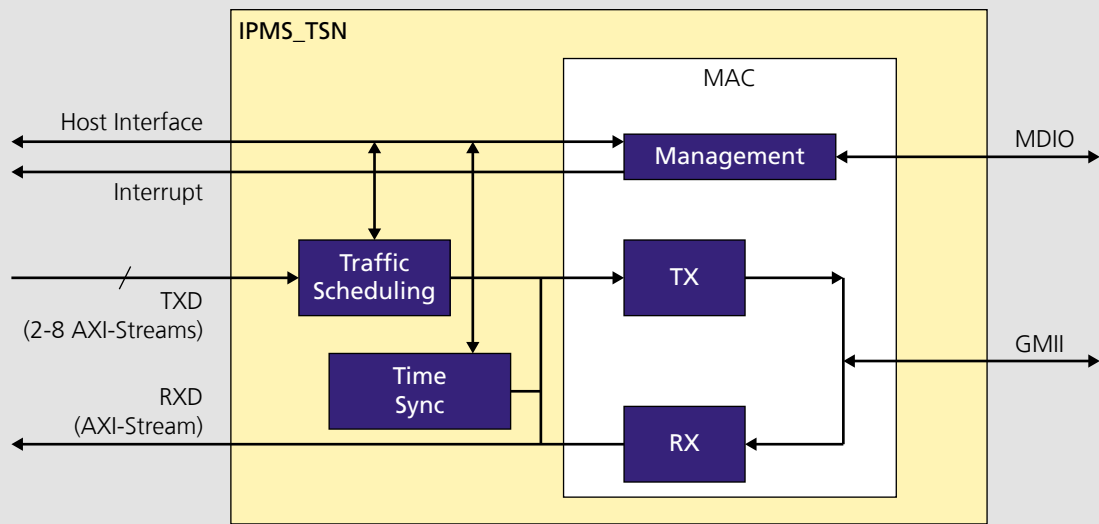 IPMS_TSN
MAC
Host Interface
Management
MDIO
Interrupt
Traffic
Scheduling
TX
TXD
(2-8 AXI-Streams)
GMII
Time
Sync
RXD
(AXI-Stream)
RX